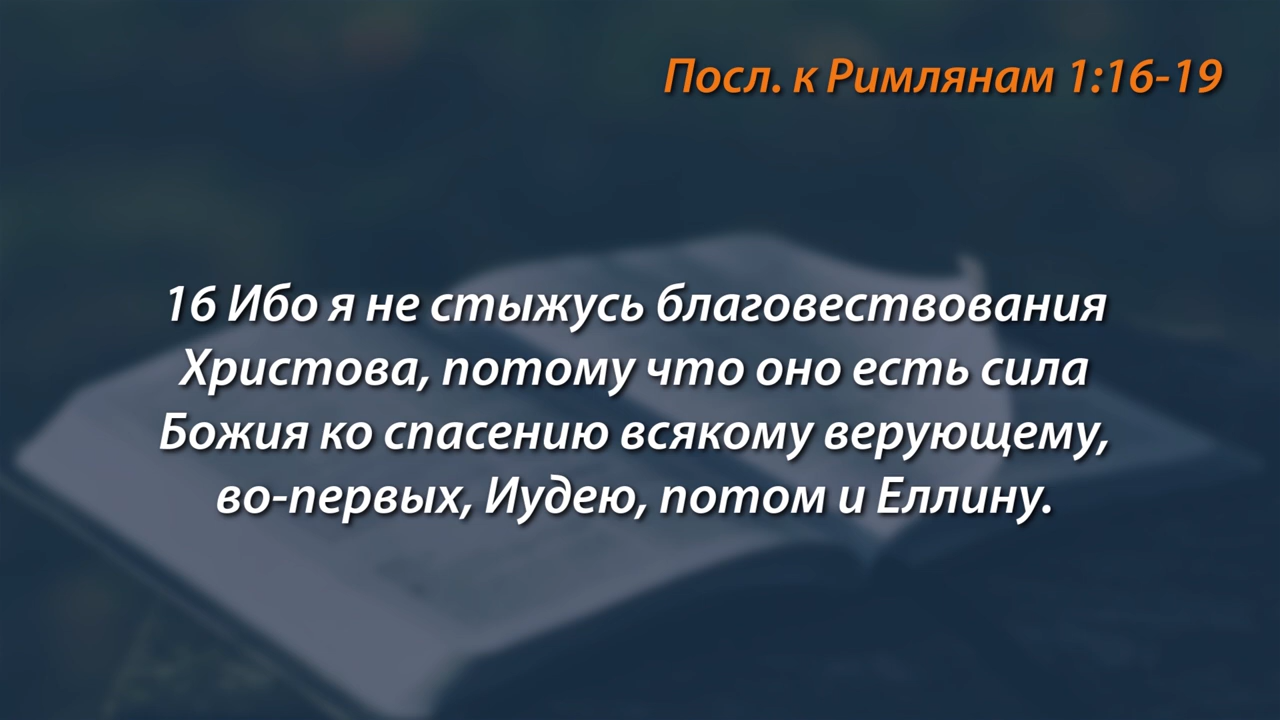 Посл. к Римлянам 1:16-19
16 Ибо я не стыжусь благовествования
Христова, потому что оно есть сила
Божия ко спасению всякому верующему,
во-первых, Иудею, потом и Еллину.